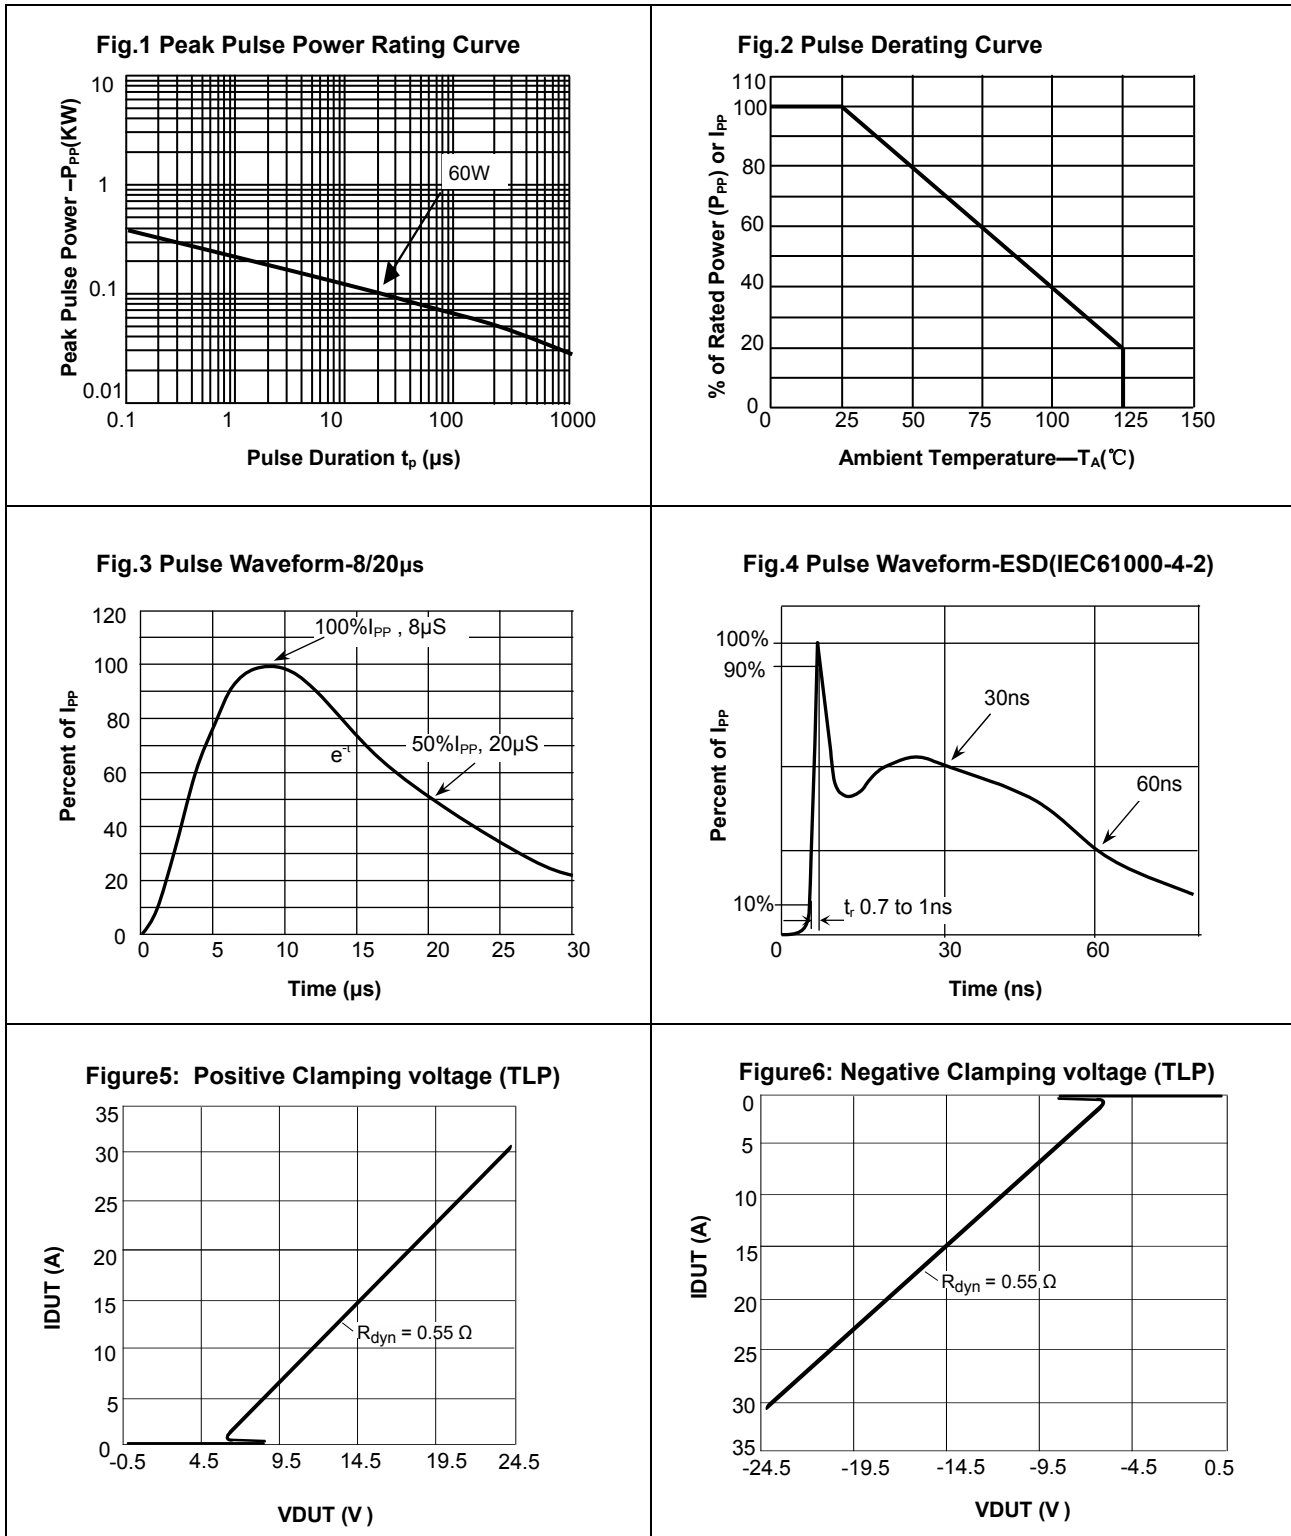 Fig.1 Peak Pulse Power Rating Curve
Peak Pulse Power –PPP(KW)
10
1
0.1
0.01
60W
0.1 1 10 100 1000
Pulse Duration tp (µs)
Fig.2 Pulse Derating Curve
% of Rated Power (PPP) or IPP
110
100
80
60
40
20
0
0 25 50 75 100 125 150
Ambient Temperature—TA(℃)
Fig.3 Pulse Waveform-8/20µs
Percent of IPP
120
100
80
60
40
20
0
100%IPP , 8µS
50%IPP, 20µS
e-t
0 5 10 15 20 25 30
Time (µs)
Fig.4 Pulse Waveform-ESD(IEC61000-4-2)
Percent of IPP
100%
90%
10%
30ns
60ns
tr 0.7 to 1ns
0 30 60
Time (ns)
Figure5: Positive Clamping voltage (TLP)
IDUT (A)
35
30
25
20
15
10
5
0
Rdyn = 0.55 Ω
-0.5 4.5 9.5 14.5 19.5 24.5
VDUT (V )
Figure6: Negative Clamping voltage (TLP)
IDUT (A)
0
5
10
15
20
25
30
35
Rdyn = 0.55 Ω
-24.5 -19.5 -14.5 -9.5 -4.5 0.5
VDUT (V )